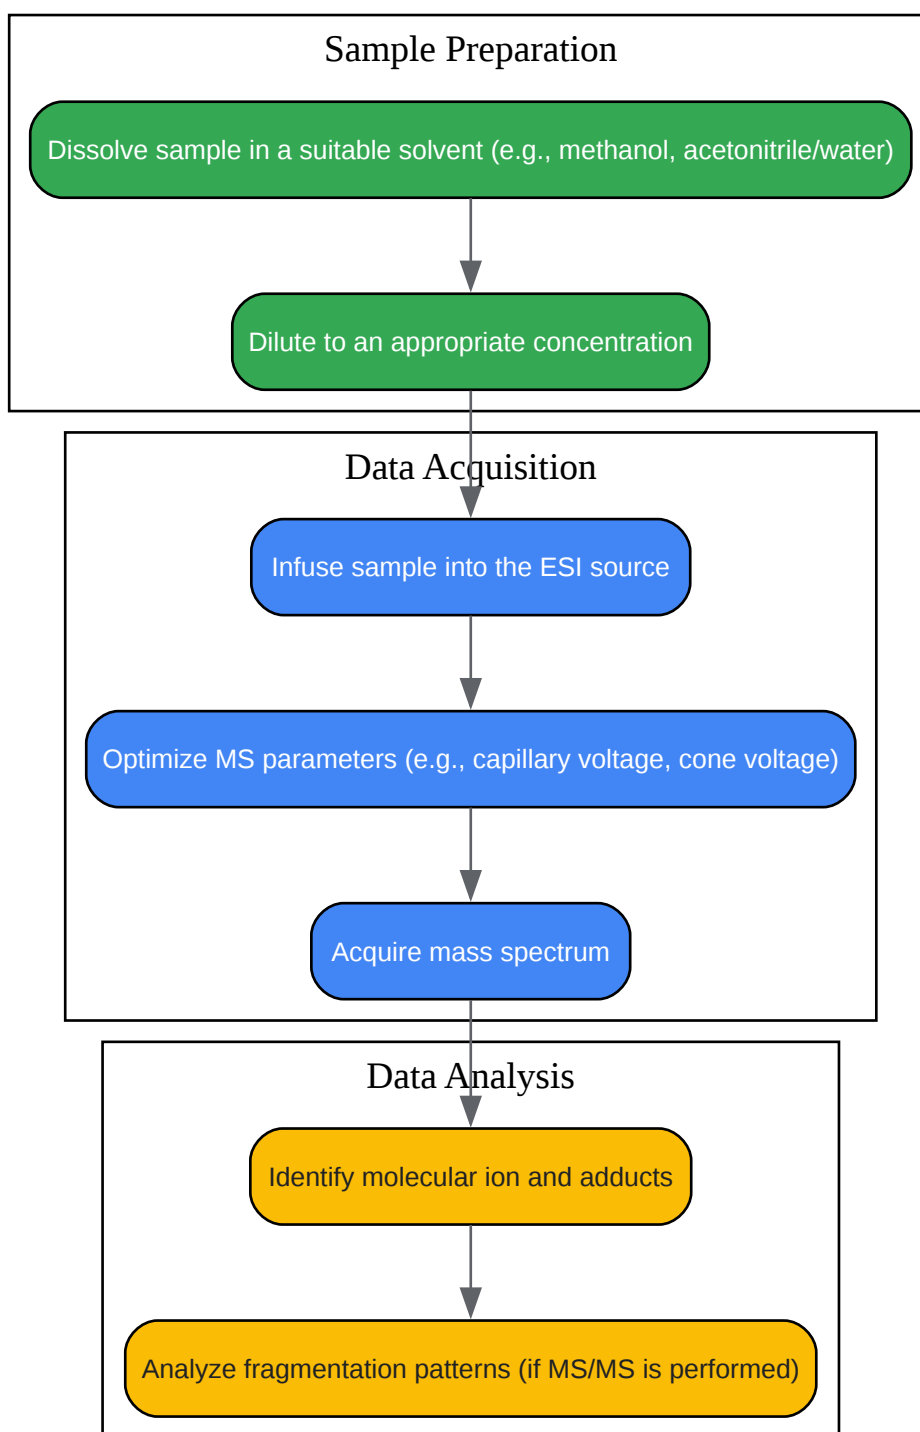 Sample Preparation
Dissolve sample in a suitable solvent (e.g., methanol, acetonitrile/water)
Dilute to an appropriate concentration
Data Acquisition
Infuse sample into the ESI source
Optimize MS parameters (e.g., capillary voltage, cone voltage)
Acquire mass spectrum
Data Analysis
Identify molecular ion and adducts
Analyze fragmentation patterns (if MS/MS is performed)